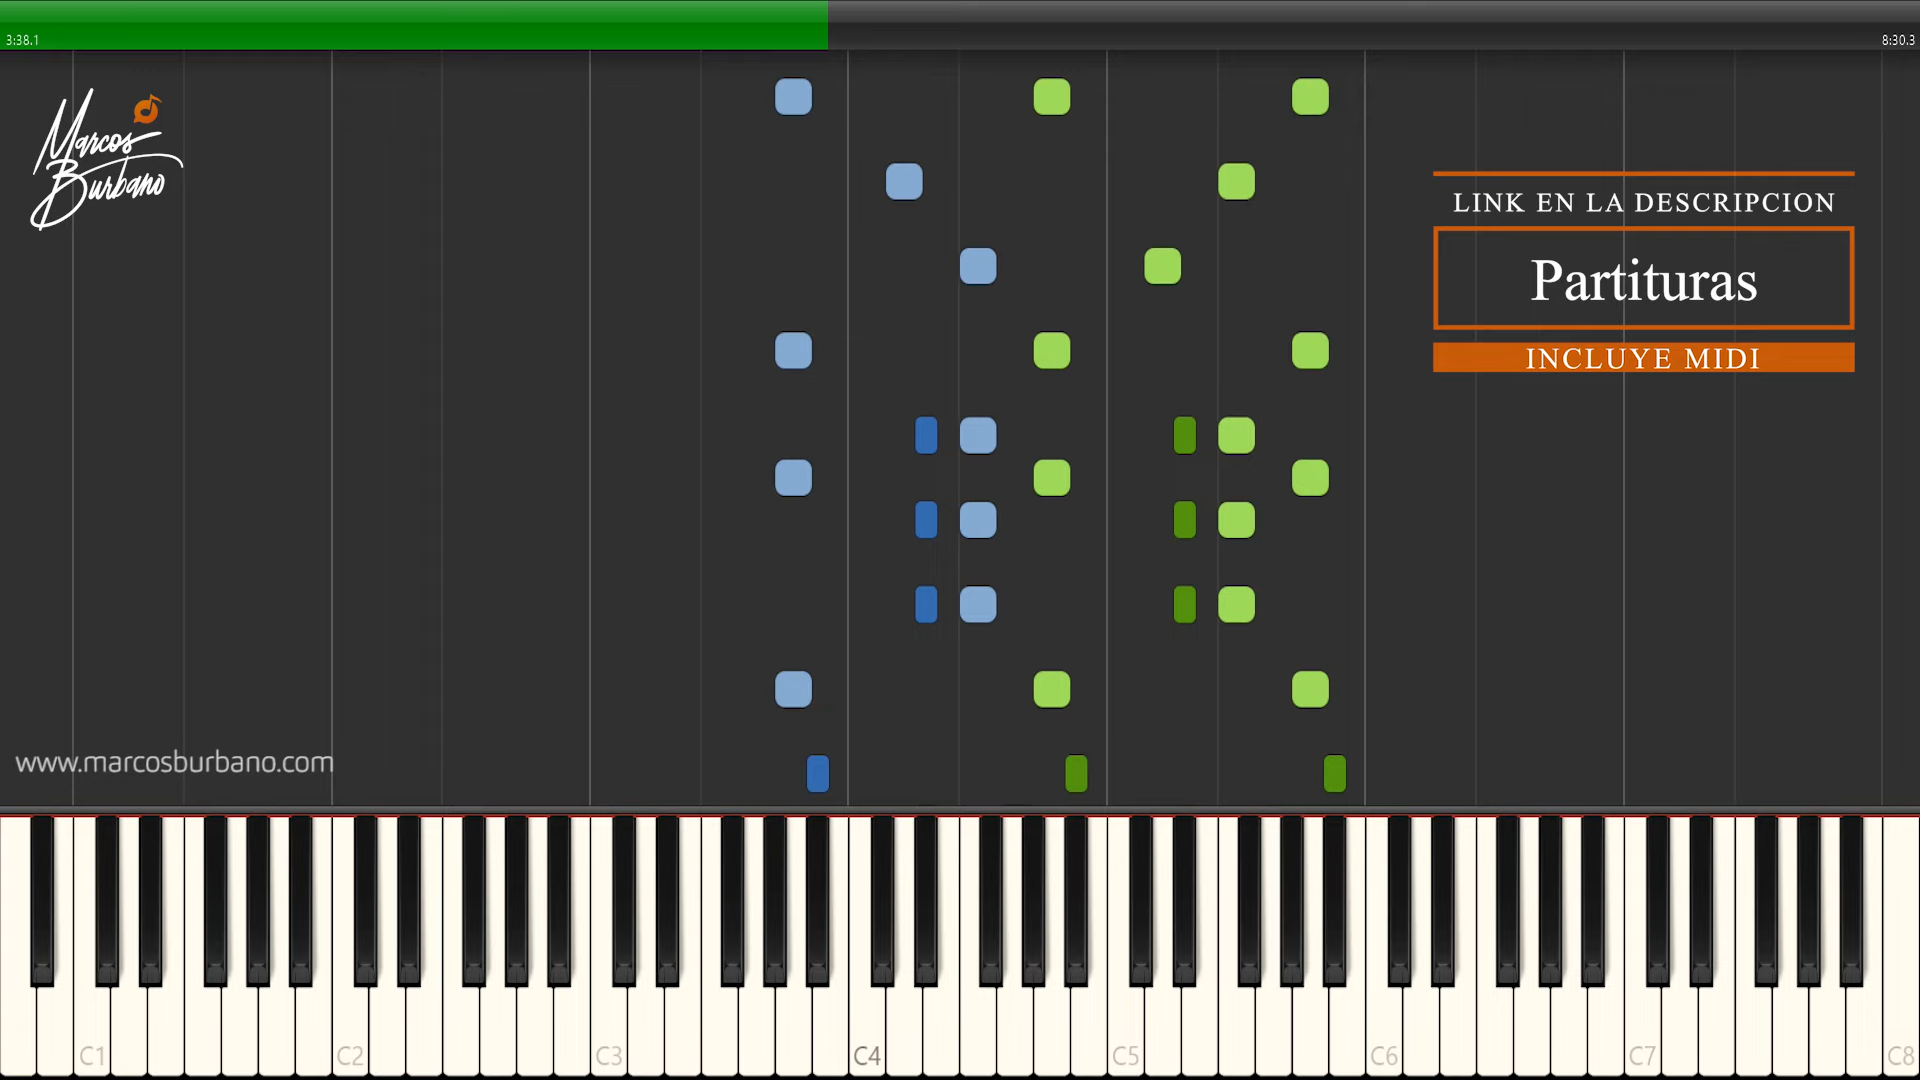 3:38.1
8:30.3
Marcos
Burbano
LINK EN LA DESCRIPCION
Partituras
INCLUYE MIDI
www.marcosburbano.com
C1 C2 C3 C4 C5 C6 C7 C8